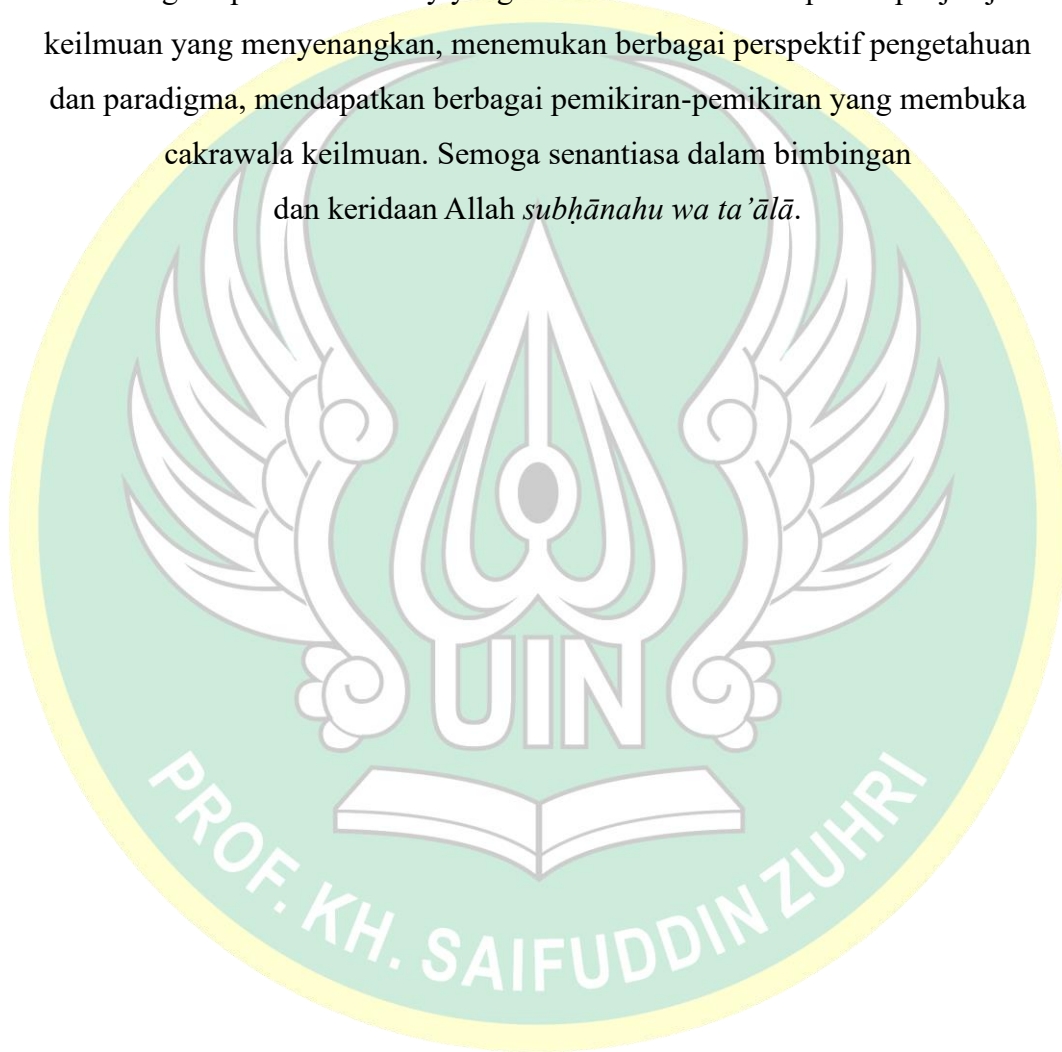 keilmuan yang menyenangkan, menemukan berbagai perspektif pengetahuan
dan paradigma, mendapatkan berbagai pemikiran-pemikiran yang membuka
cakrawala keilmuan. Semoga senantiasa dalam bimbingan
dan keridaan Allah subḥānahu wa ta’ālā.
UIN
PROF. KH. SAIFUDDIN ZUHRI